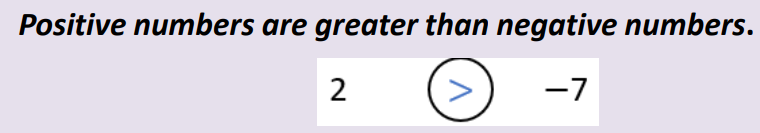 Positive numbers are greater than negative numbers.
2 > −7